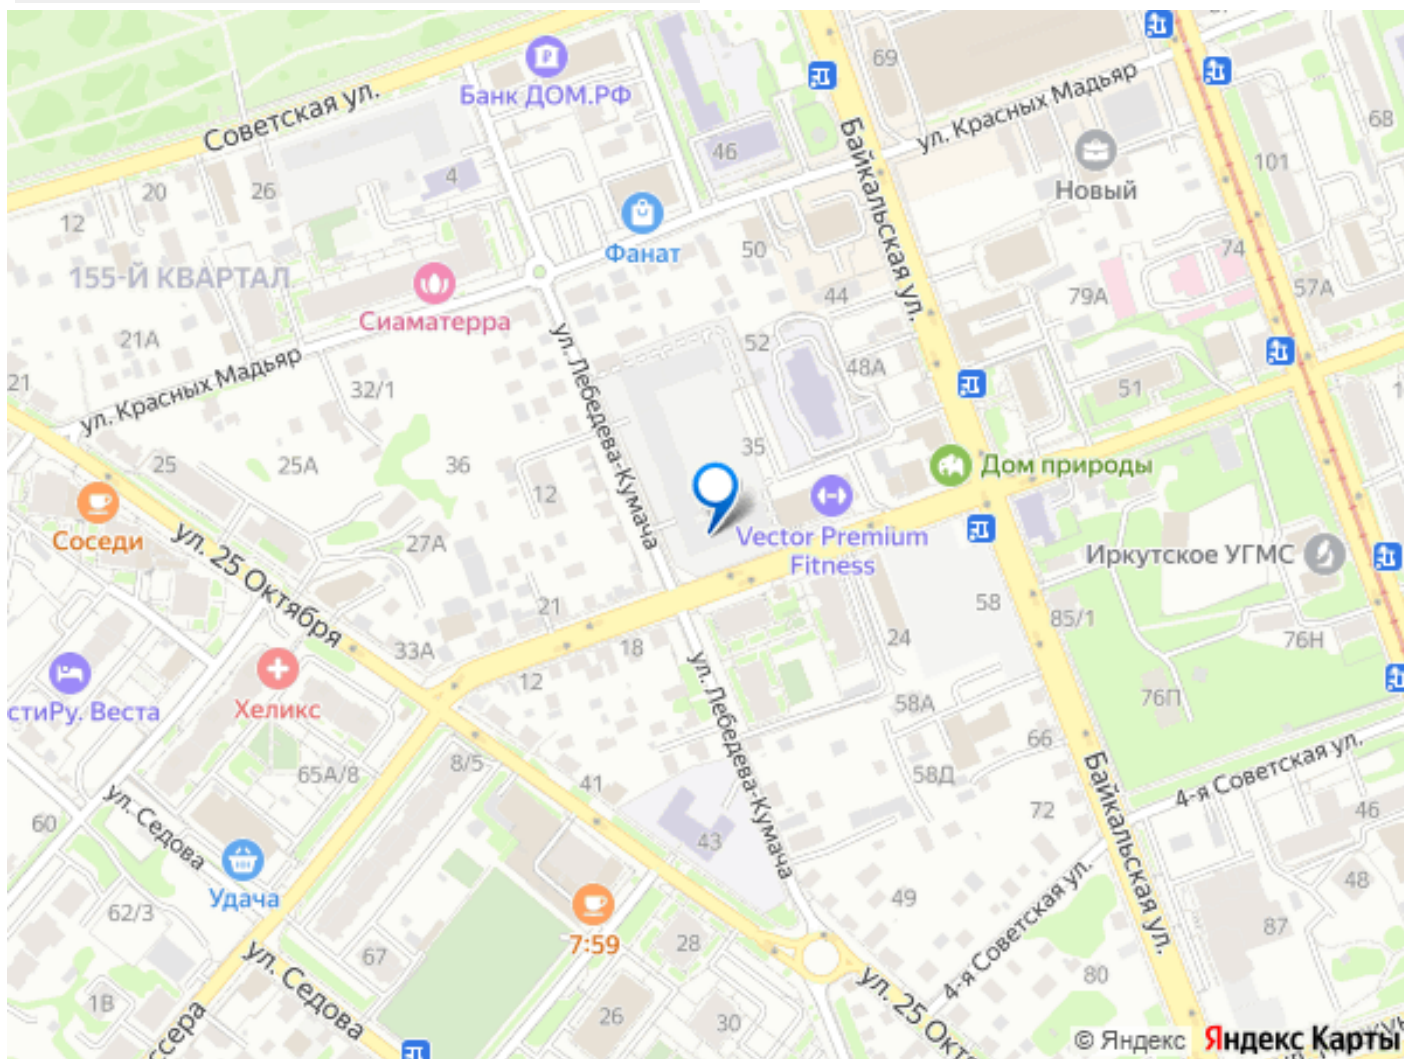 Банк ДОМ.РФ
69
ул. Красных Мадьяр
Советская ул.
68
46
101
Байкальская ул.
4
20
26
Новый
12
Фанат
50
74
155-Й КВАРТАЛ
57А
44
79А
Сиаматерра
21А
52
48А
ул. Лебедева-Кумача
21
32/1
51
ул. Красных Мадьяр
35
25
25А
36
Дом природы
12
Соседи
ул. 25 Октября
27А
Vector Premium
Fitness
Иркутское УГМС
21
58
85/1
33А
18
24
76Н
12
ул. Лебедева-Кумача
76П
стиРу. Веста
Хеликс
58А
66
4-я Советская ул.
65А/8
8/5
41
58Д
72
46
Байкальская ул.
ул. Седова
60
43
48
Удача
49
4-я Советская ул.
62/3
87
7:59
28
67
80
ул. Седова
ул. 25 Окт
1В
26
30
ссера
© Яндекс
Яндекс Карты